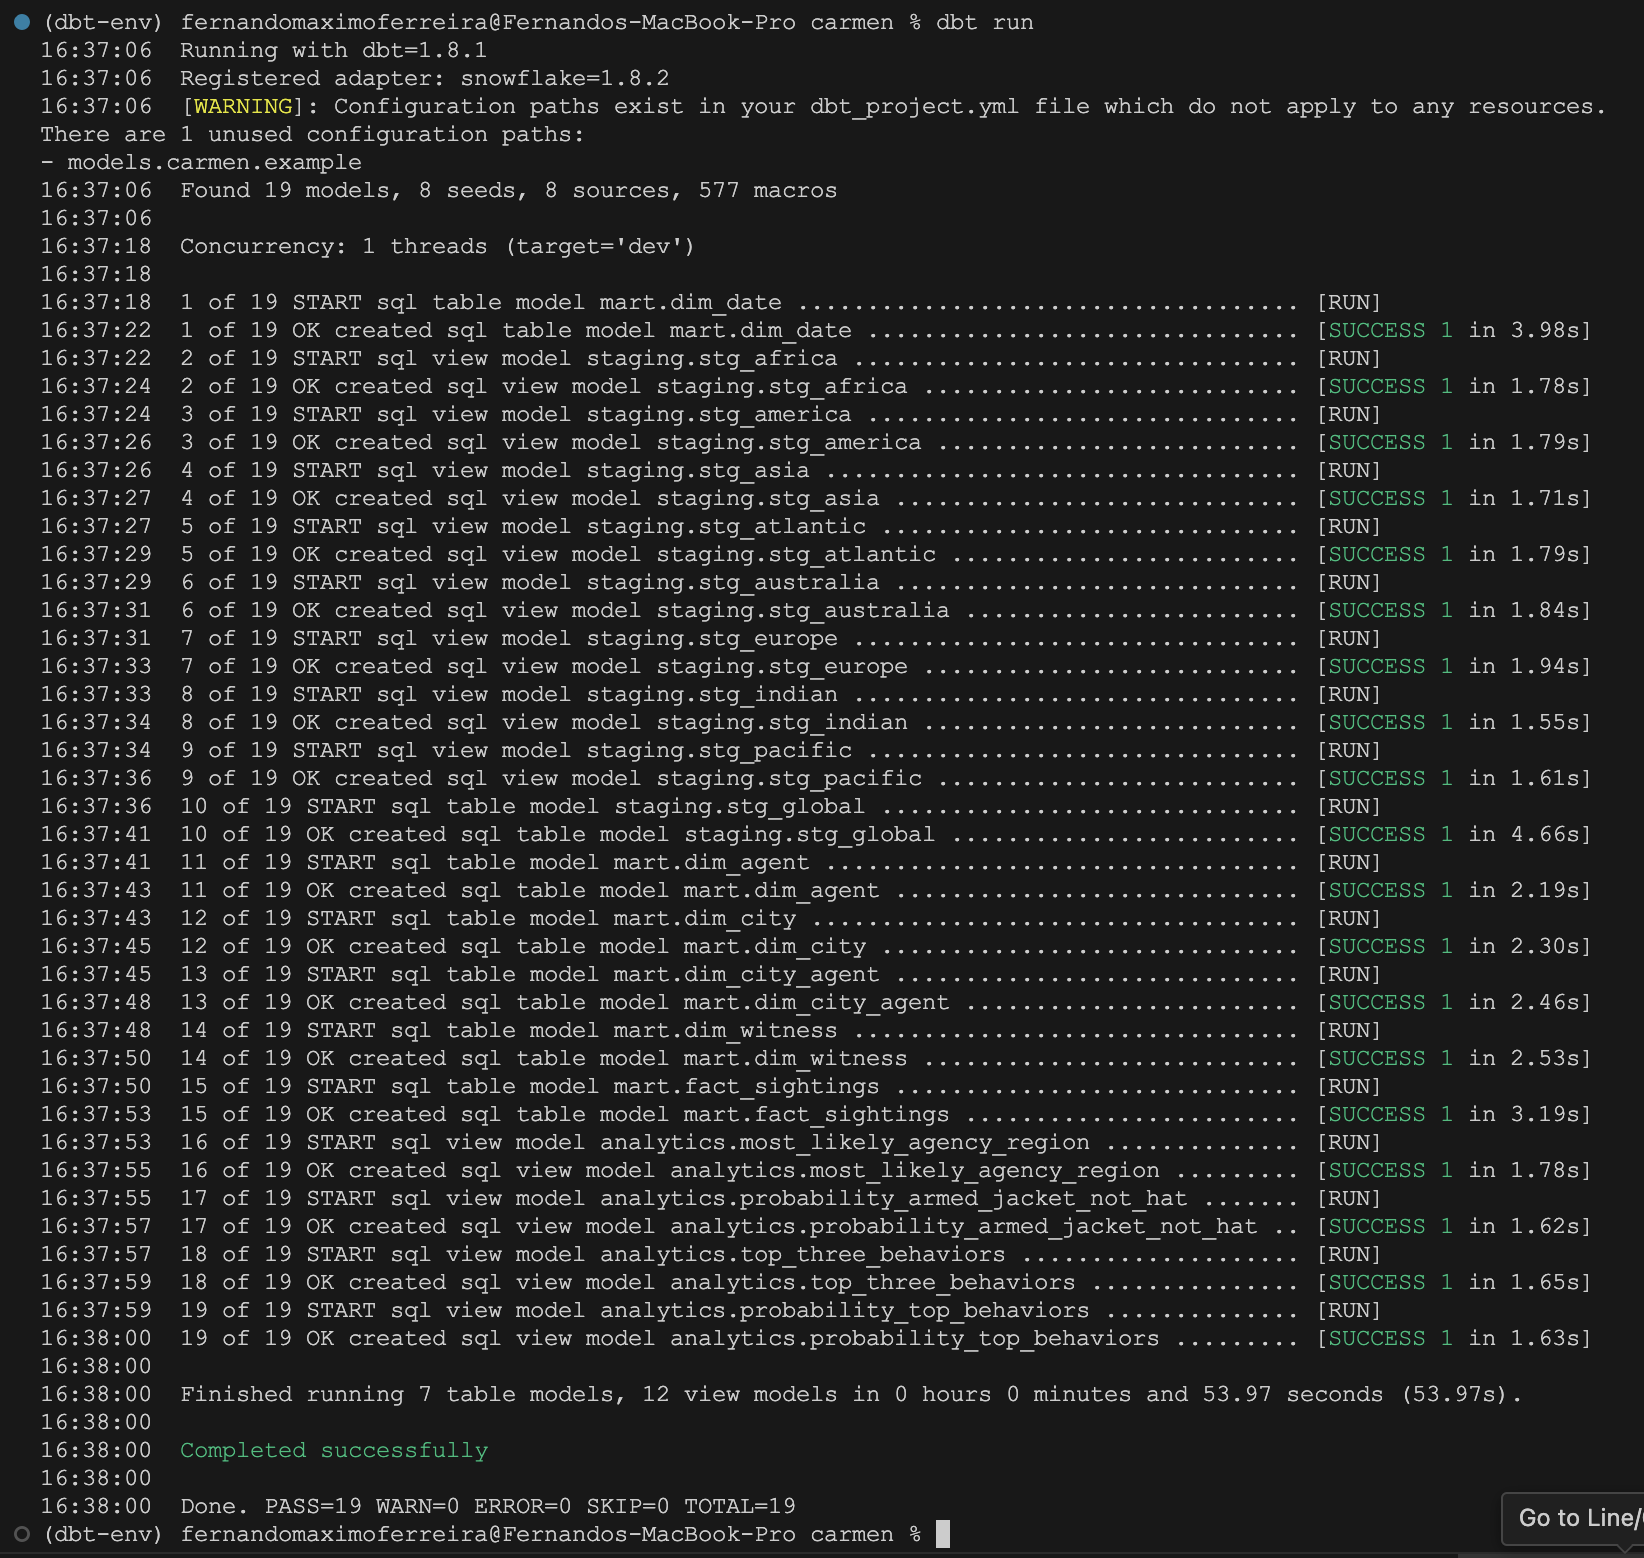 (dbt-env) fernandomaximoferreira@Fernandos-MacBook-Pro carmen % dbt run
16:37:06  Running with dbt=1.8.1
16:37:06  Registered adapter: snowflake=1.8.2
16:37:06  [WARNING]: Configuration paths exist in your dbt_project.yml file which do not apply to any resources.
There are 1 unused configuration paths:
- models.carmen.example
16:37:06  Found 19 models, 8 seeds, 8 sources, 577 macros
16:37:06
16:37:18  Concurrency: 1 threads (target='dev')
16:37:18
16:37:18  1 of 19 START sql table model mart.dim_date .................................... [RUN]
16:37:22  1 of 19 OK created sql table model mart.dim_date ............................... [SUCCESS 1 in 3.98s]
16:37:22  2 of 19 START sql view model staging.stg_africa ................................ [RUN]
16:37:24  2 of 19 OK created sql view model staging.stg_africa ........................... [SUCCESS 1 in 1.78s]
16:37:24  3 of 19 START sql view model staging.stg_america ............................... [RUN]
16:37:26  3 of 19 OK created sql view model staging.stg_america .......................... [SUCCESS 1 in 1.79s]
16:37:26  4 of 19 START sql view model staging.stg_asia .................................. [RUN]
16:37:27  4 of 19 OK created sql view model staging.stg_asia ............................. [SUCCESS 1 in 1.71s]
16:37:27  5 of 19 START sql view model staging.stg_atlantic .............................. [RUN]
16:37:29  5 of 19 OK created sql view model staging.stg_atlantic ......................... [SUCCESS 1 in 1.79s]
16:37:29  6 of 19 START sql view model staging.stg_australia ............................. [RUN]
16:37:31  6 of 19 OK created sql view model staging.stg_australia ........................ [SUCCESS 1 in 1.84s]
16:37:31  7 of 19 START sql view model staging.stg_europe ................................ [RUN]
16:37:33  7 of 19 OK created sql view model staging.stg_europe ........................... [SUCCESS 1 in 1.94s]
16:37:33  8 of 19 START sql view model staging.stg_indian ................................ [RUN]
16:37:34  8 of 19 OK created sql view model staging.stg_indian ........................... [SUCCESS 1 in 1.55s]
16:37:34  9 of 19 START sql view model staging.stg_pacific ............................... [RUN]
16:37:36  9 of 19 OK created sql view model staging.stg_pacific .......................... [SUCCESS 1 in 1.61s]
16:37:36  10 of 19 START sql table model staging.stg_global ............................... [RUN]
16:37:41  10 of 19 OK created sql table model staging.stg_global ......................... [SUCCESS 1 in 4.66s]
16:37:41  11 of 19 START sql table model mart.dim_agent .................................. [RUN]
16:37:43  11 of 19 OK created sql table model mart.dim_agent ............................. [SUCCESS 1 in 2.19s]
16:37:43  12 of 19 START sql table model mart.dim_city ................................... [RUN]
16:37:45  12 of 19 OK created sql table model mart.dim_city .............................. [SUCCESS 1 in 2.30s]
16:37:45  13 of 19 START sql table model mart.dim_city_agent ............................. [RUN]
16:37:48  13 of 19 OK created sql table model mart.dim_city_agent ........................ [SUCCESS 1 in 2.46s]
16:37:48  14 of 19 START sql table model mart.dim_witness ................................ [RUN]
16:37:50  14 of 19 OK created sql table model mart.dim_witness ........................... [SUCCESS 1 in 2.53s]
16:37:50  15 of 19 START sql table model mart.fact_sightings ............................. [RUN]
16:37:53  15 of 19 OK created sql table model mart.fact_sightings ........................ [SUCCESS 1 in 3.19s]
16:37:53  16 of 19 START sql view model analytics.most_likely_agency_region .............. [RUN]
16:37:55  16 of 19 OK created sql view model analytics.most_likely_agency_region ......... [SUCCESS 1 in 1.78s]
16:37:55  17 of 19 START sql view model analytics.probability_armed_jacket_not_hat ....... [RUN]
16:37:57  17 of 19 OK created sql view model analytics.probability_armed_jacket_not_hat .. [SUCCESS 1 in 1.62s]
16:37:57  18 of 19 START sql view model analytics.top_three_behaviors .................... [RUN]
16:37:59  18 of 19 OK created sql view model analytics.top_three_behaviors ............... [SUCCESS 1 in 1.65s]
16:37:59  19 of 19 START sql view model analytics.probability_top_behaviors .............. [RUN]
16:38:00  19 of 19 OK created sql view model analytics.probability_top_behaviors ......... [SUCCESS 1 in 1.63s]
16:38:00
16:38:00  Finished running 7 table models, 12 view models in 0 hours 0 minutes and 53.97 seconds (53.97s).
16:38:00
16:38:00  Completed successfully
16:38:00
16:38:00  Done. PASS=19 WARN=0 ERROR=0 SKIP=0 TOTAL=19
(dbt-env) fernandomaximoferreira@Fernandos-MacBook-Pro carmen %
Go to Line/